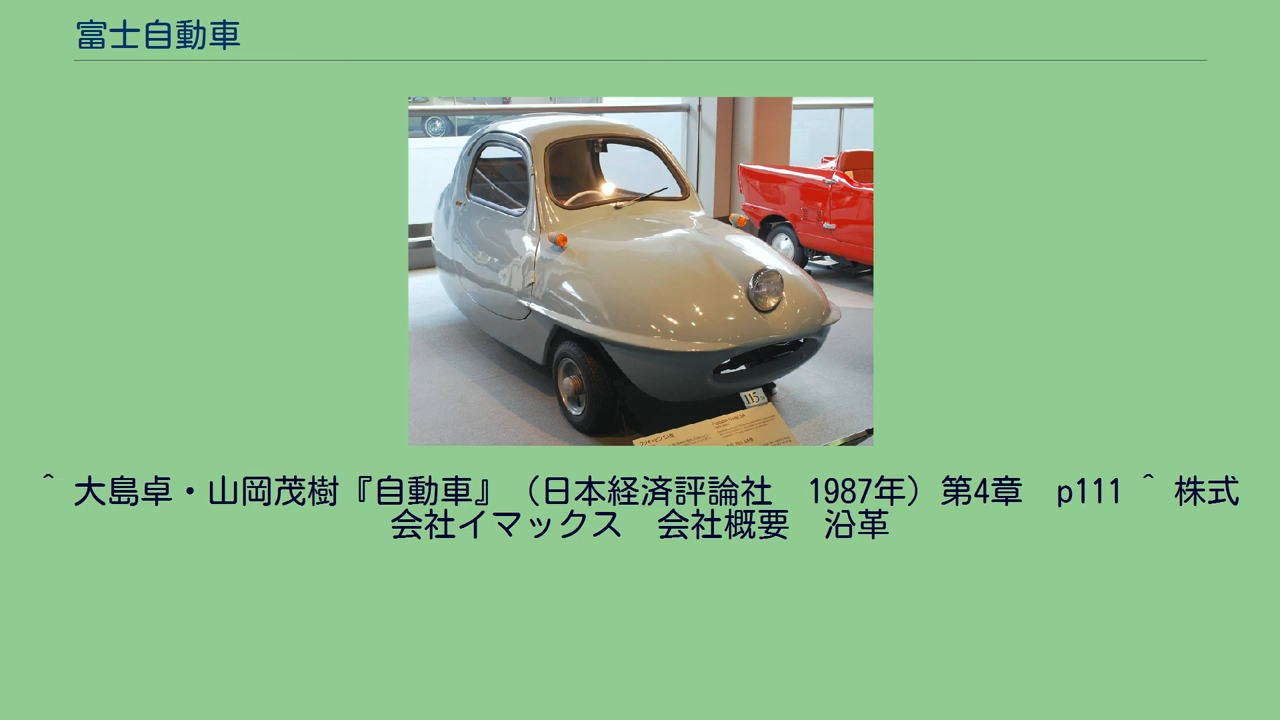 富士自動車
115
^ 大島卓・山岡茂樹『自動車』（日本経済評論社　1987年）第4章　p111 ^ 株式
会社イマックス　会社概要　沿革